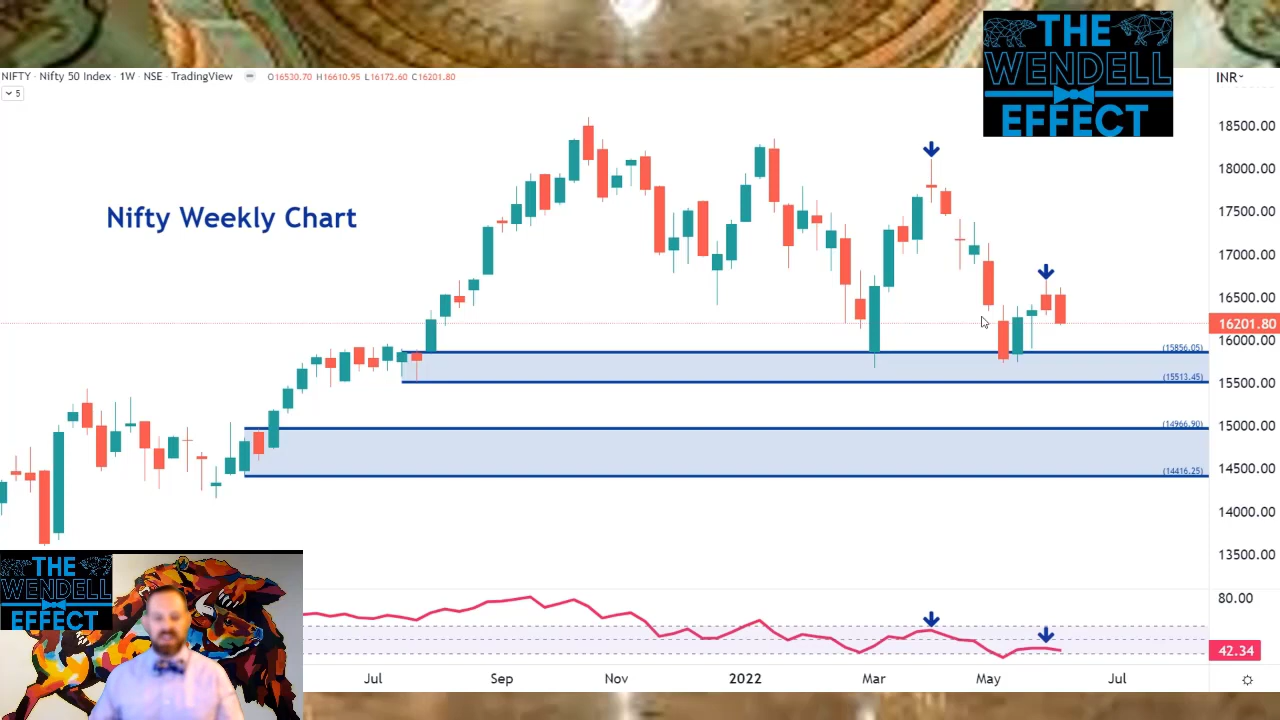 THE
WENDELL
EFFECT
NIFTY · Nifty 50 Index · 1W · NSE · TradingView O16530.70 H16610.95 L16172.60 C16201.80
INR
5
18500.00
18000.00
Nifty Weekly Chart
17500.00
17000.00
16500.00
16201.80
16000.00
(15856.05)
15500.00
(15513.45)
15000.00
(14966.90)
14500.00
(14416.25)
14000.00
13500.00
THE
WENDELL
EFFECT
80.00
42.34
Jul
Sep
Nov
2022
Mar
May
Jul